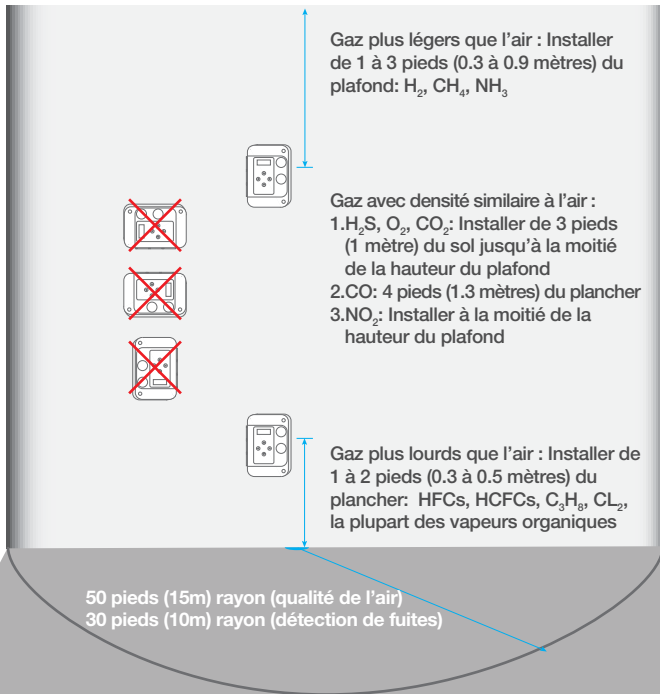 Gaz plus légers que l'air : Installer
de 1 à 3 pieds (0.3 à 0.9 mètres) du
plafond: H₂, CH₄, NH₃
Gaz avec densité similaire à l'air :
1.H₂S, O₂, CO₂: Installer de 3 pieds
(1 mètre) du sol jusqu'à la moitié
de la hauteur du plafond
2.CO: 4 pieds (1.3 mètres) du plancher
3.NO₂: Installer à la moitié de la
hauteur du plafond
Gaz plus lourds que l'air : Installer de
1 à 2 pieds (0.3 à 0.5 mètres) du
plancher: HFCs, HCFCs, C₃H₈, CL₂,
la plupart des vapeurs organiques
50 pieds (15m) rayon (qualité de l'air)
30 pieds (10m) rayon (détection de fuites)